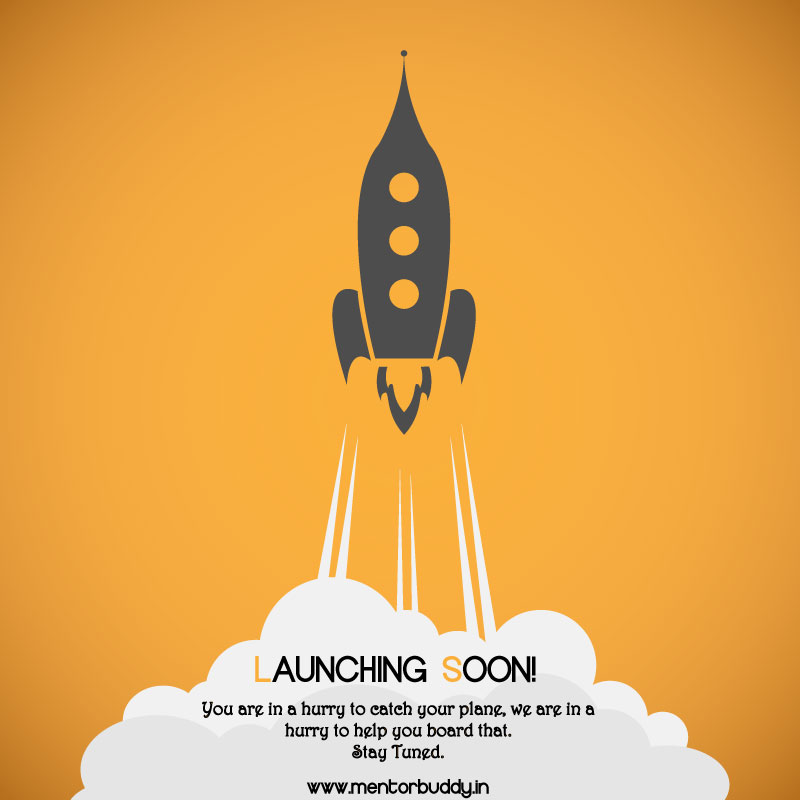 LAUNCHING SOON!
You are in a hurry to catch your plane, we are in a
hurry to help you board that.
Stay Tuned.
www.mentorbuddy.in